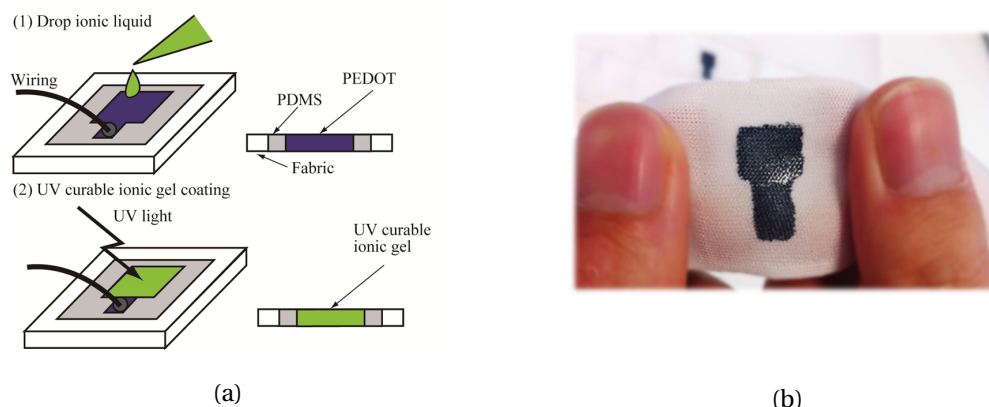 (1) Drop ionic liquid
Wiring
PEDOT
PDMS
Fabric
(2) UV curable ionic gel coating
UV light
UV curable
ionic gel
(a)
(b)